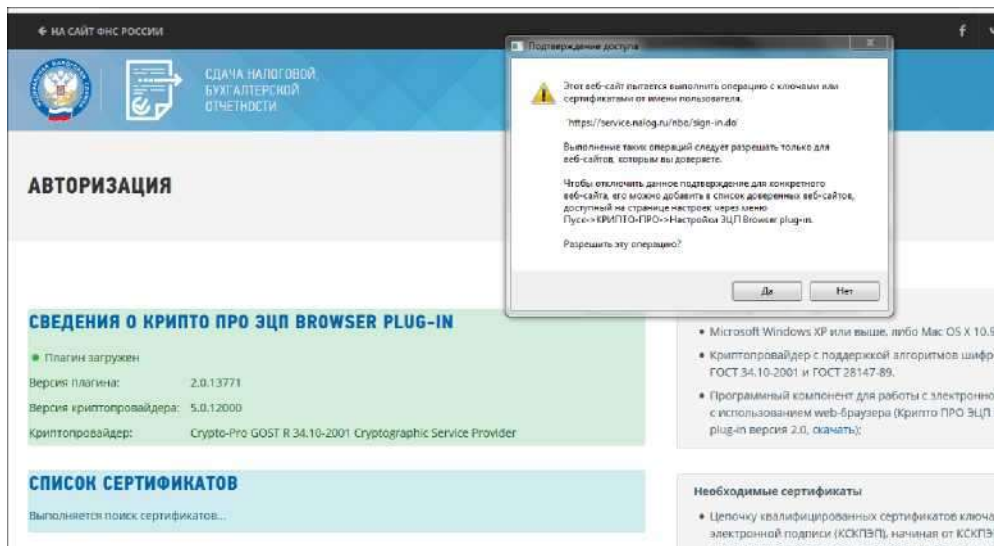 НА САЙТ ФНС РОССИИ
f
СДАЧА НАЛОГОВОЙ,
БУХГАЛТЕРСКОЙ
ОТЧЕТНОСТИ
АВТОРИЗАЦИЯ
Подтверждение доступа
Этот веб-сайт пытается выполнить операцию с ключами или
сертификатами от имени пользователя.
"https://service.nalog.ru/nbo/sign-in.do"
Выполнение таких операций следует разрешать только для
веб-сайтов, которым вы доверяете.
Чтобы отключить данное подтверждение для конкретного
веб-сайта, его можно добавить в список доверенных веб-сайтов,
доступный на странице настроек через меню
Пуск->КРИПТО-ПРО->Настройки ЭЦП Browser plug-in.
Разрешить эту операцию?
Да Нет
СВЕДЕНИЯ О КРИПТО ПРО ЭЦП BROWSER PLUG-IN
Плагин загружен
Версия плагина: 2.0.13771
Версия криптопровайдера: 5.0.12000
Криптопровайдер: Crypto-Pro GOST R 34.10-2001 Cryptographic Service Provider
СПИСОК СЕРТИФИКАТОВ
Выполняется поиск сертификатов...
Microsoft Windows XP или выше, либо Mac OS X 10.9
Криптопровайдер с поддержкой алгоритмов шифро
ГОСТ 34.10-2001 и ГОСТ 28147-89.
Программный компонент для работы с электронно
с использованием web-браузера (Крипто ПРО ЭЦП
plug-in версия 2.0, скачать);
Необходимые сертификаты
Цепочку квалифицированных сертификатов ключа
электронной подписи (КСКПЭП), начиная от КСКПЭ